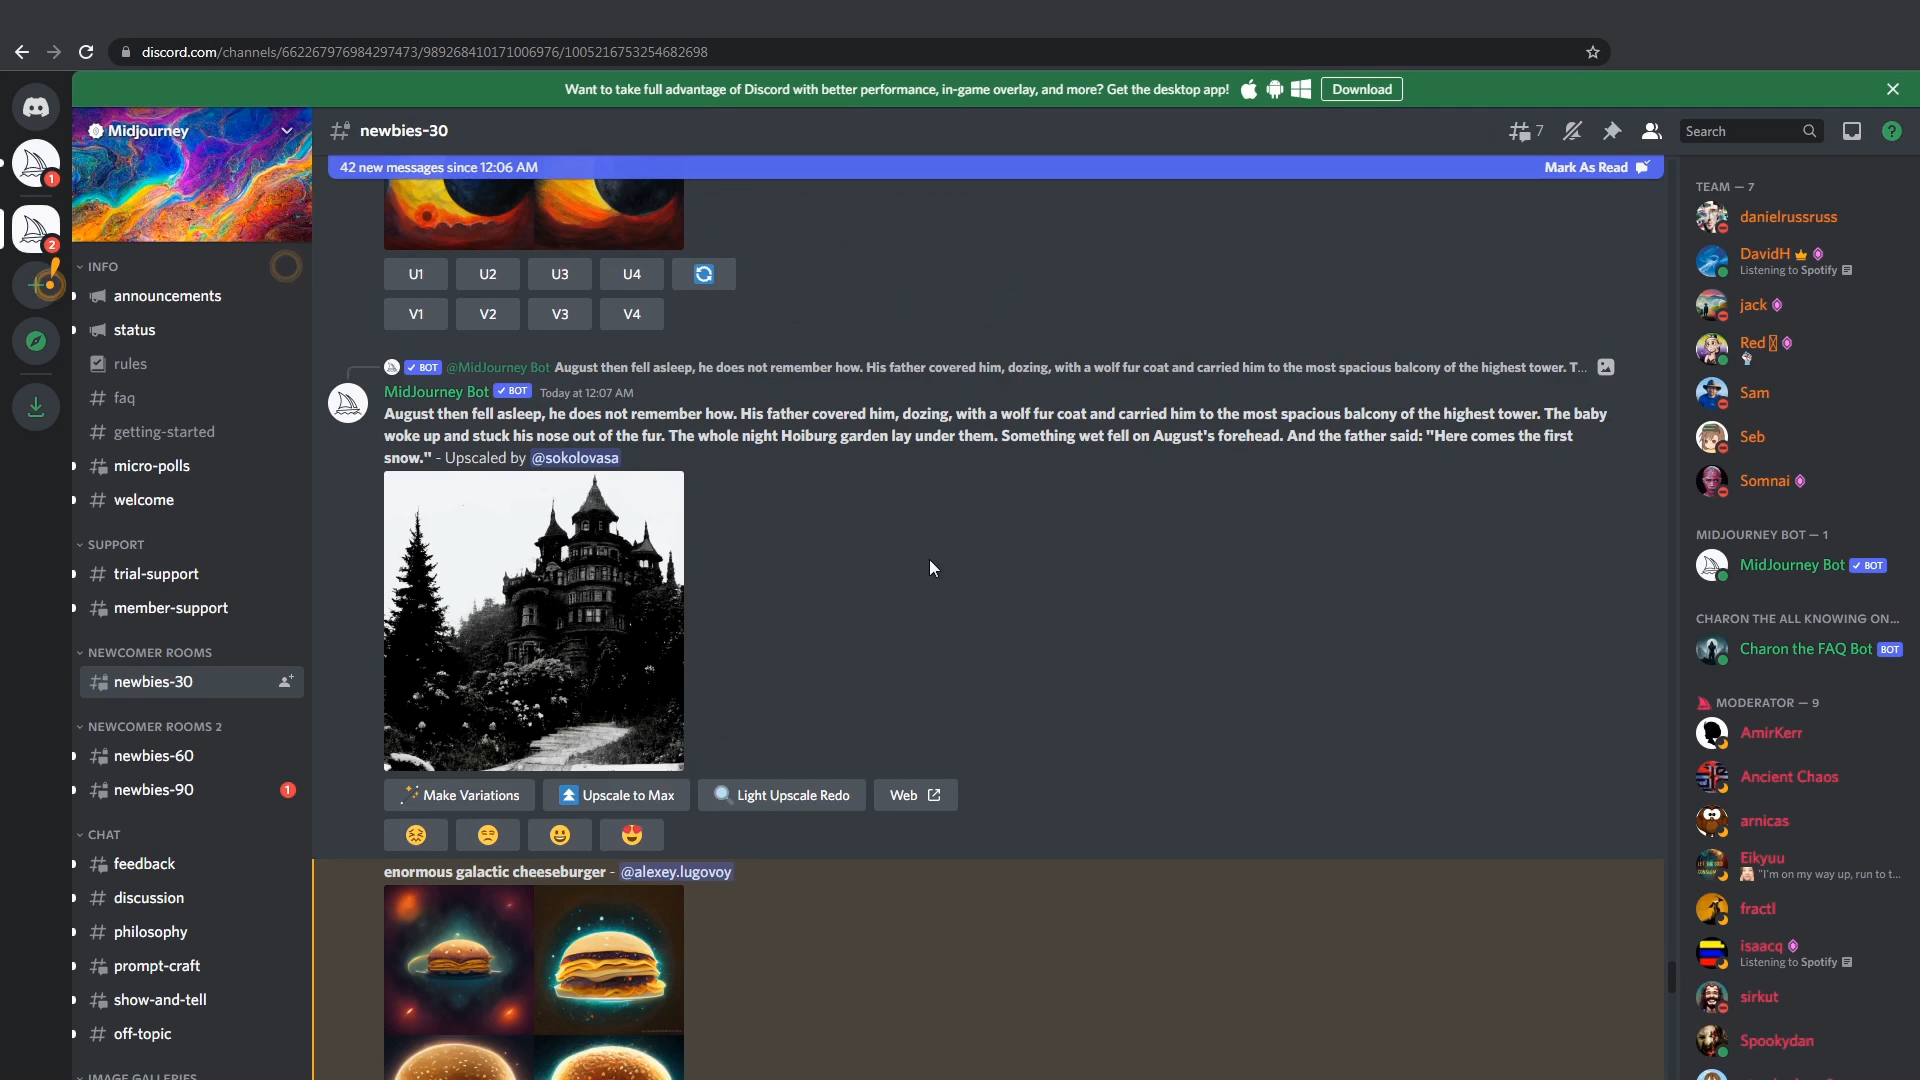 discord.com/channels/662267976984297473/989268410171006976/1005216753254682698
Want to take full advantage of Discord with better performance, in-game overlay, and more? Get the desktop app!
Download
Midjourney
newbies-30
7
Search
42 new messages since 12:06 AM
Mark As Read
1
2
INFO
announcements
status
rules
faq
getting-started
micro-polls
welcome
SUPPORT
trial-support
member-support
NEWCOMER ROOMS
newbies-30
NEWCOMER ROOMS 2
newbies-60
newbies-90
1
CHAT
feedback
discussion
philosophy
prompt-craft
show-and-tell
off-topic
IMAGE GALLERIES
U1 U2 U3 U4
V1 V2 V3 V4
BOT @MidJourney Bot August then fell asleep, he does not remember how. His father covered him, dozing, with a wolf fur coat and carried him to the most spacious balcony of the highest tower. T...
MidJourney Bot BOT Today at 12:07 AM
August then fell asleep, he does not remember how. His father covered him, dozing, with a wolf fur coat and carried him to the most spacious balcony of the highest tower. The baby
woke up and stuck his nose out of the fur. The whole night Hoiburg garden lay under them. Something wet fell on August's forehead. And the father said: "Here comes the first
snow." - Upscaled by @sokolovasa
Make Variations Upscale to Max Light Upscale Redo Web
enormous galactic cheeseburger - @alexey.lugovoy
TEAM — 7
danielrussruss
DavidH
Listening to Spotify
jack
Red
Sam
Seb
Somnai
MIDJOURNEY BOT — 1
MidJourney Bot BOT
CHARON THE ALL KNOWING ON...
Charon the FAQ Bot BOT
MODERATOR — 9
AmirKerr
Ancient Chaos
arnicas
Eikyuu
"I'm on my way up, run to t...
fractl
isaacq
Listening to Spotify
sirkut
Spookydan